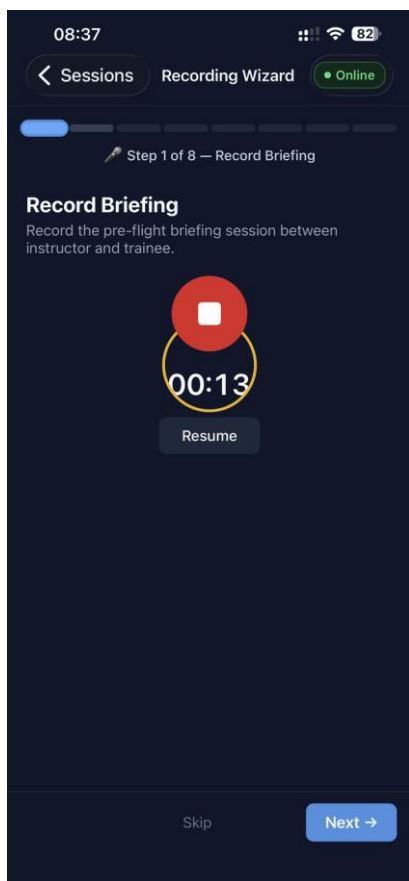 08:37
82
Sessions
Recording Wizard
Online
Step 1 of 8 — Record Briefing
Record Briefing
Record the pre-flight briefing session between
instructor and trainee.
00:13
Resume
Skip
Next →